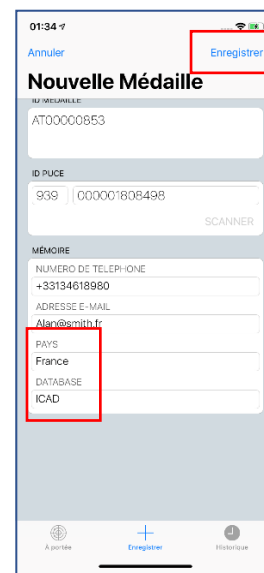 01:34
Annuler Enregistrer
Nouvelle Médaille
ID MEDAILLE
AT00000853
ID PUCE
939 000001808498
SCANNER
MÉMOIRE
NUMERO DE TELEPHONE
+33134618980
ADRESSE E-MAIL
Alan@smith.fr
PAYS
France
DATABASE
ICAD
A portée Enregistrer Historique